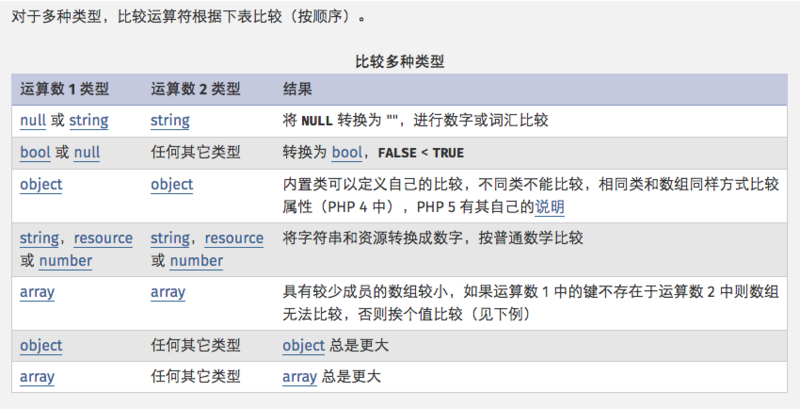 对于多种类型，比较运算符根据下表比较（按顺序）。
比较多种类型
运算数 1 类型 运算数 2 类型 结果
null 或 string string 将 NULL 转换为 ""，进行数字或词汇比较
bool 或 null 任何其它类型 转换为 bool，FALSE < TRUE
object object 内置类可以定义自己的比较，不同类不能比较，相同类和数组同样方式比较
属性（PHP 4 中），PHP 5 有其自己的说明
string，resource string，resource 将字符串和资源转换成数字，按普通数学比较
或 number 或 number
array array 具有较少成员的数组较小，如果运算数 1 中的键不存在于运算数 2 中则数组
无法比较，否则挨个值比较（见下例）
object 任何其它类型 object 总是更大
array 任何其它类型 array 总是更大